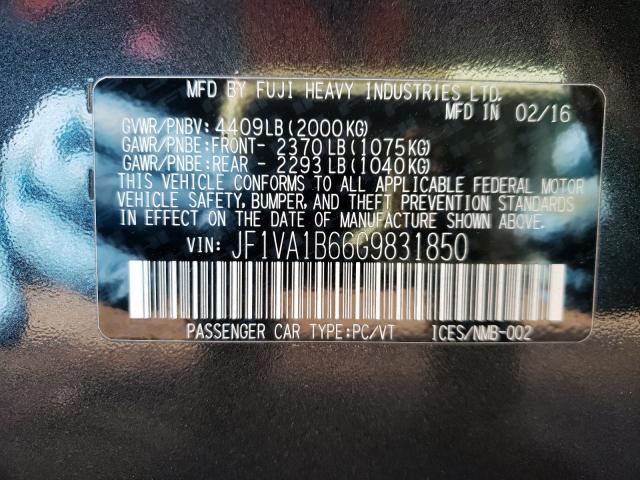 MFD BY FUJI HEAVY INDUSTRIES LTD.
MFD IN 02/16
GVWR/PNBV: 4409LB(2000KG)
GAWR/PNBE:FRONT- 2370LB(1075KG)
GAWR/PNBE:REAR - 2293LB(1040KG)
THIS VEHICLE CONFORMS TO ALL APPLICABLE FEDERAL MOTOR
VEHICLE SAFETY, BUMPER, AND THEFT PREVENTION STANDARDS
IN EFFECT ON THE DATE OF MANUFACTURE SHOWN ABOVE.
VIN: JF1VA1B66G9831850
PASSENGER CAR TYPE:PC/VT ICES/NMB-002